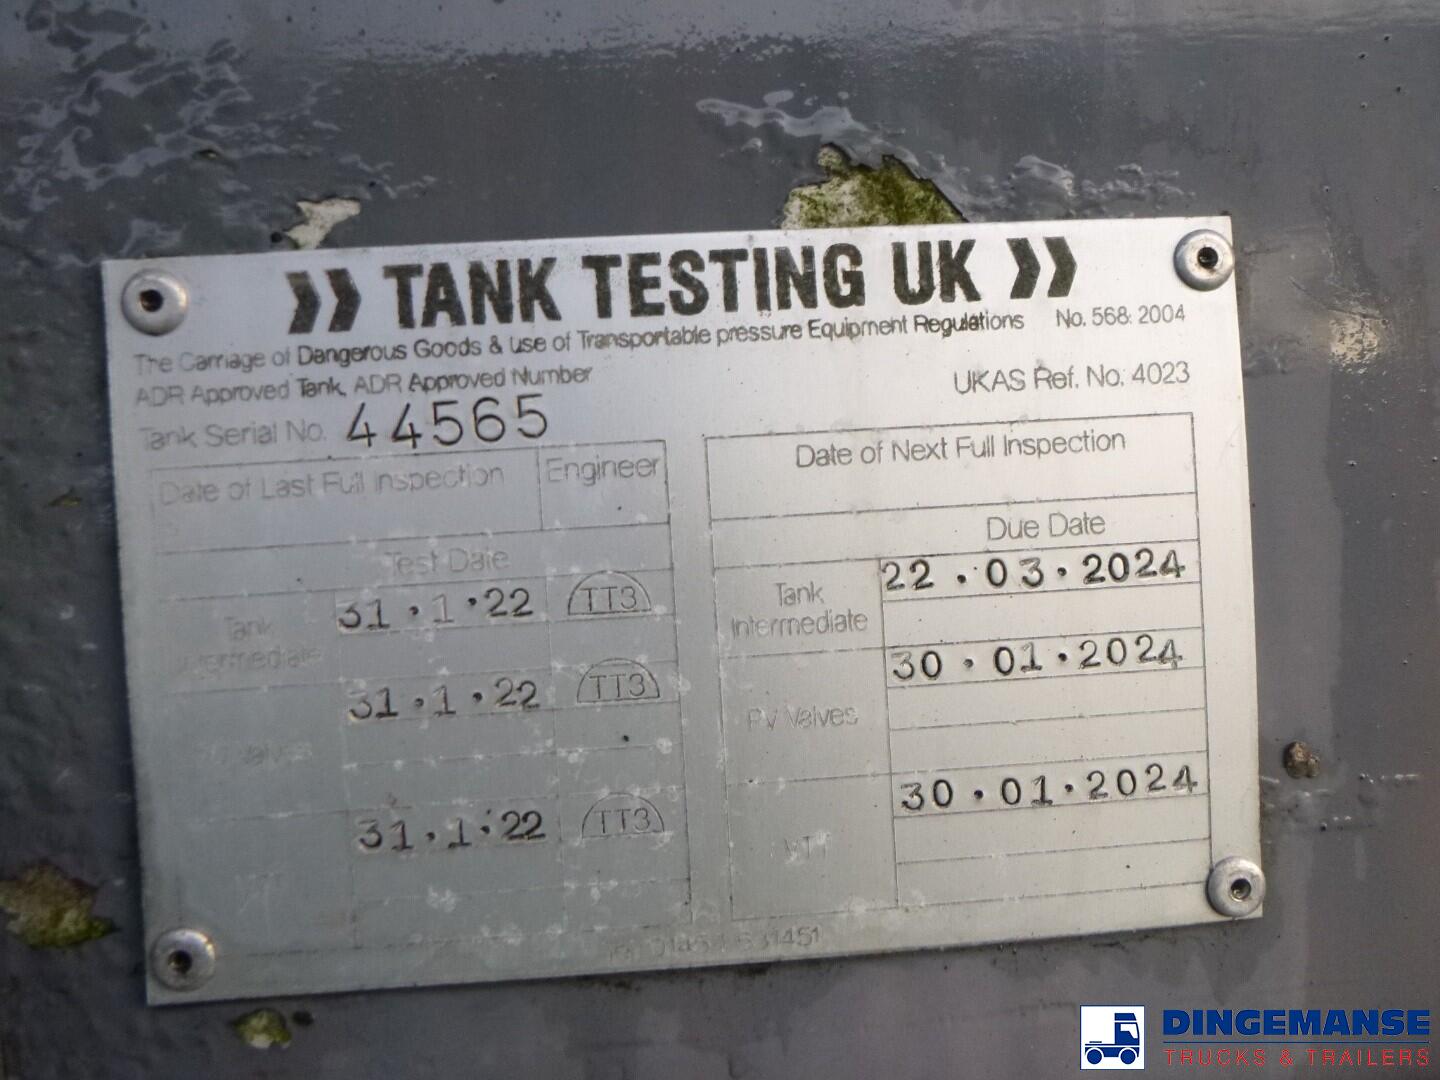 TANK TESTING UK
The Carriage of Dangerous Goods & use of Transportable pressure Equipment Regulations No. 568: 2004
ADR Approved Tank, ADR Approved Number
UKAS Ref. No. 4023
Tank Serial No. 44565
Date of Last Full Inspection Engineer
Test Date
Tank Intermediate 31 · 1 · 22 TT3
31 · 1 · 22 TT3
Valves
31 · 1 · 22 TT3
Date of Next Full Inspection
Due Date
22 · 03 · 2024
Tank
Intermediate
30 · 01 · 2024
PV Valves
30 · 01 · 2024
DINGEMANSE
TRUCKS & TRAILERS